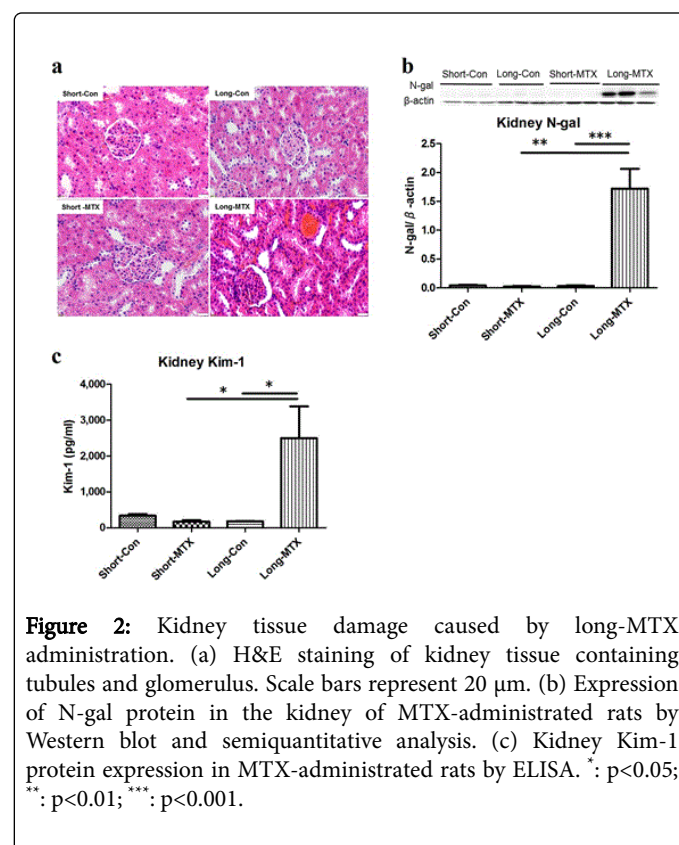 a
Short-Con
Long-Con
Short -MTX
Long-MTX
b
Short-Con Long-Con Short-MTX Long-MTX
N-gal
β-actin
Kidney N-gal
** ***
2.5
2.0
1.5
1.0
0.5
0.0
N-gal/β-actin
Short-Con
Short-MTX
Long-Con
Long-MTX
c
Kidney Kim-1
* *
4,000
3,000
2,000
1,000
0
Kim-1 (pg/ml)
Short-Con
Short-MTX
Long-Con
Long-MTX
Figure 2: Kidney tissue damage caused by long-MTX
administration. (a) H&E staining of kidney tissue containing
tubules and glomerulus. Scale bars represent 20 μm. (b) Expression
of N-gal protein in the kidney of MTX-administrated rats by
Western blot and semiquantitative analysis. (c) Kidney Kim-1
protein expression in MTX-administrated rats by ELISA. *: p<0.05;
**: p<0.01; ***: p<0.001.